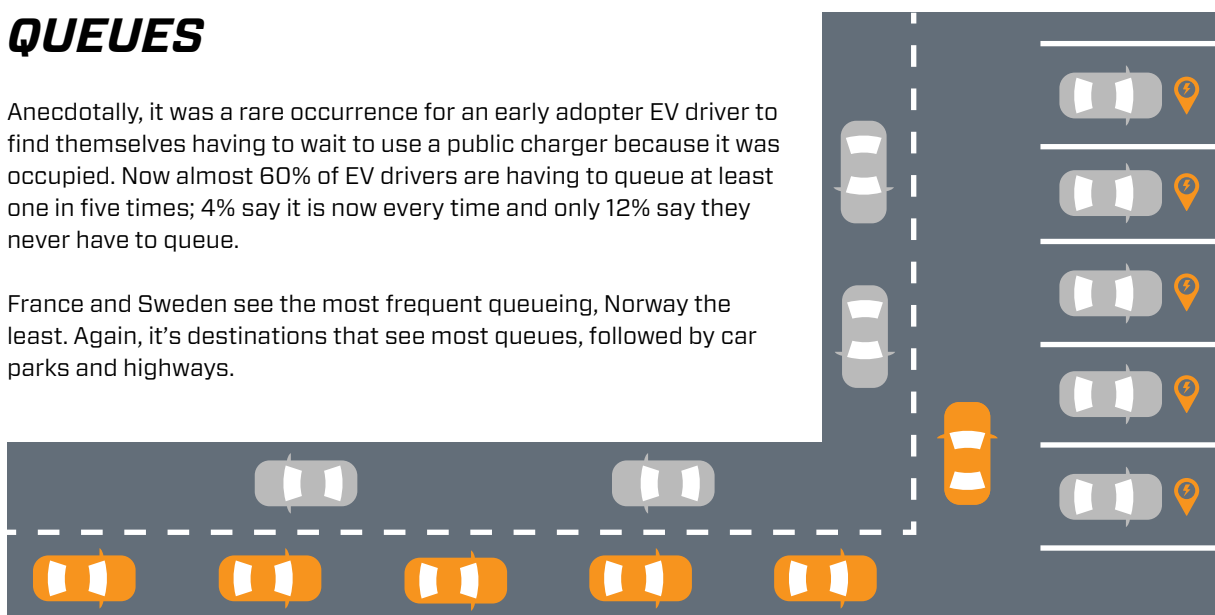 QUEUES
Anecdotally, it was a rare occurrence for an early adopter EV driver to
find themselves having to wait to use a public charger because it was
occupied. Now almost 60% of EV drivers are having to queue at least
one in five times; 4% say it is now every time and only 12% say they
never have to queue.
France and Sweden see the most frequent queueing, Norway the
least. Again, it’s destinations that see most queues, followed by car
parks and highways.